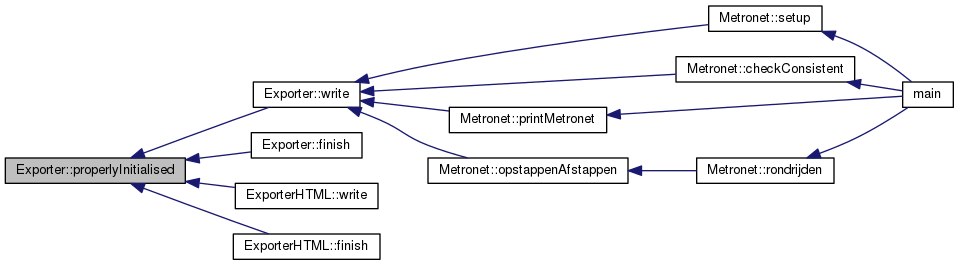 Metronet::setup
Metronet::checkConsistent
Exporter::write
main
Metronet::printMetronet
Exporter::finish
Exporter::properlyInitialised
Metronet::opstappenAfstappen
Metronet::rondrijden
ExporterHTML::write
ExporterHTML::finish